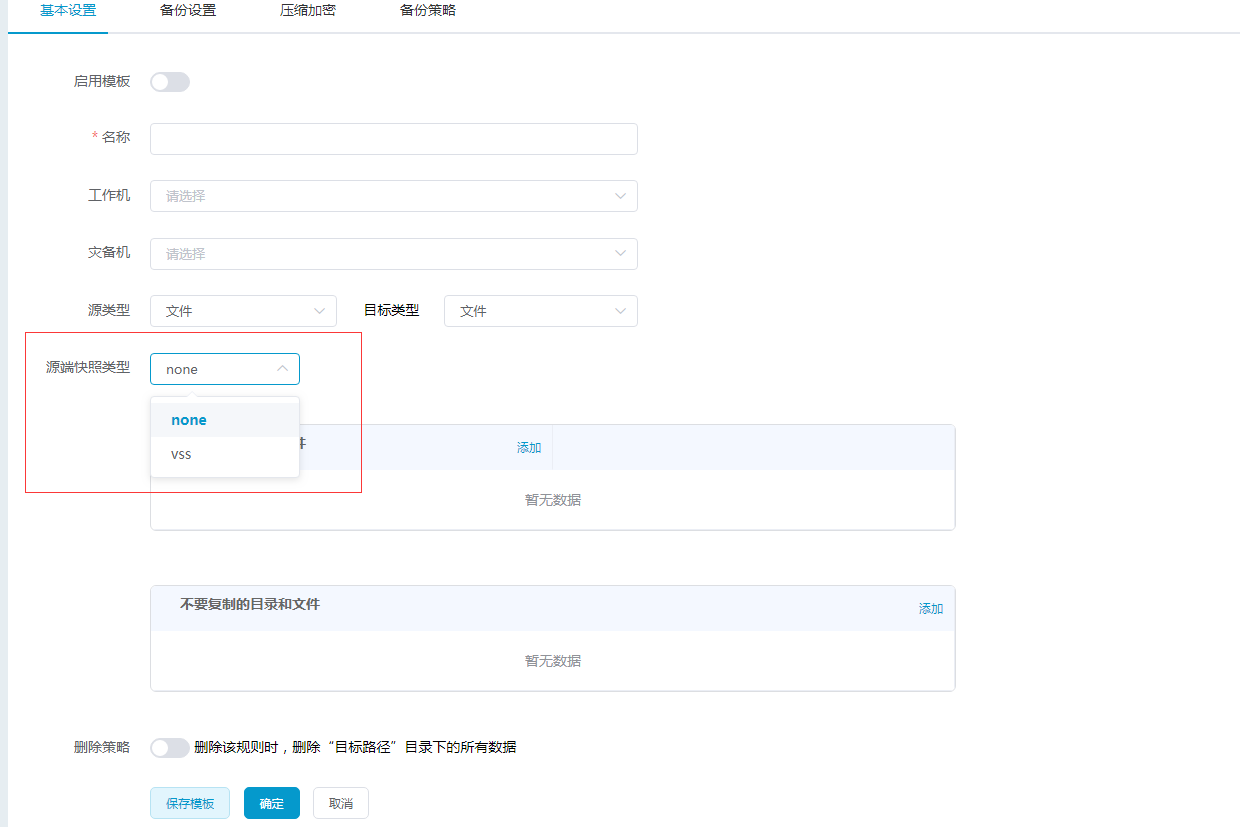 基本设置 备份设置 压缩加密 备份策略
启用模板
* 名称
工作机 请选择
灾备机 请选择
源类型 文件 目标类型 文件
源端快照类型 none
none
件 添加
vss
暂无数据
不要复制的目录和文件 添加
暂无数据
删除策略 删除该规则时，删除“目标路径”目录下的所有数据
保存模板 确定 取消